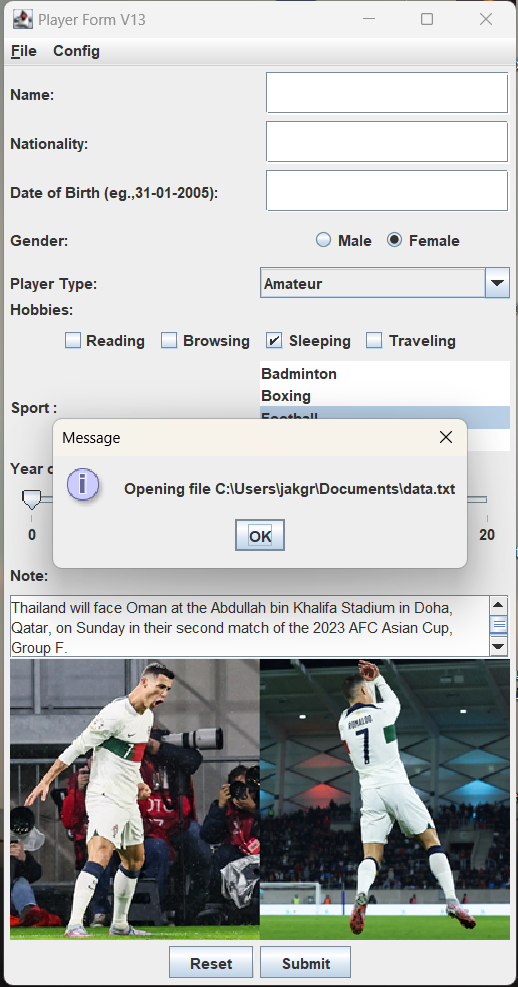 Player Form V13
File Config
Name:
Nationality:
Date of Birth (eg.,31-01-2005):
Gender: Male Female
Player Type: Amateur
Hobbies:
Reading Browsing Sleeping Traveling
Badminton
Boxing
Sport :
Football
Message
Year
Opening file C:\Users\jakgr\Documents\data.txt
OK
0 20
Note:
Thailand will face Oman at the Abdullah bin Khalifa Stadium in Doha,
Qatar, on Sunday in their second match of the 2023 AFC Asian Cup,
Group F.
RONALDO
7
7
Reset Submit